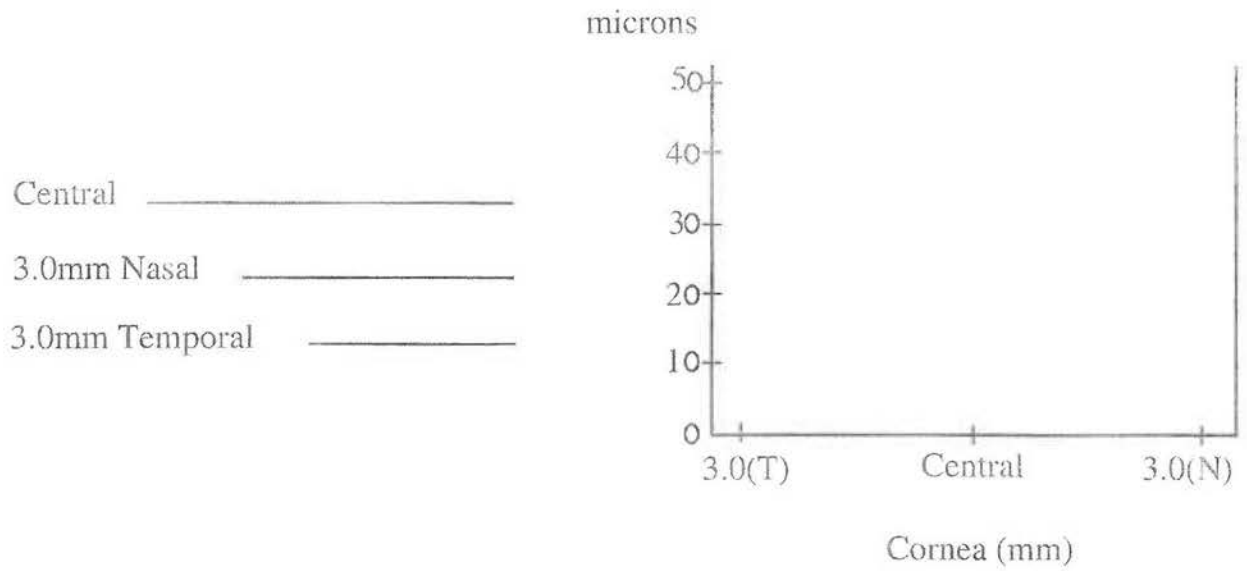 microns
50
40
30
20
10
0
Central
3.0mm Nasal
3.0mm Temporal
3.0(T) Central 3.0(N)
Cornea (mm)